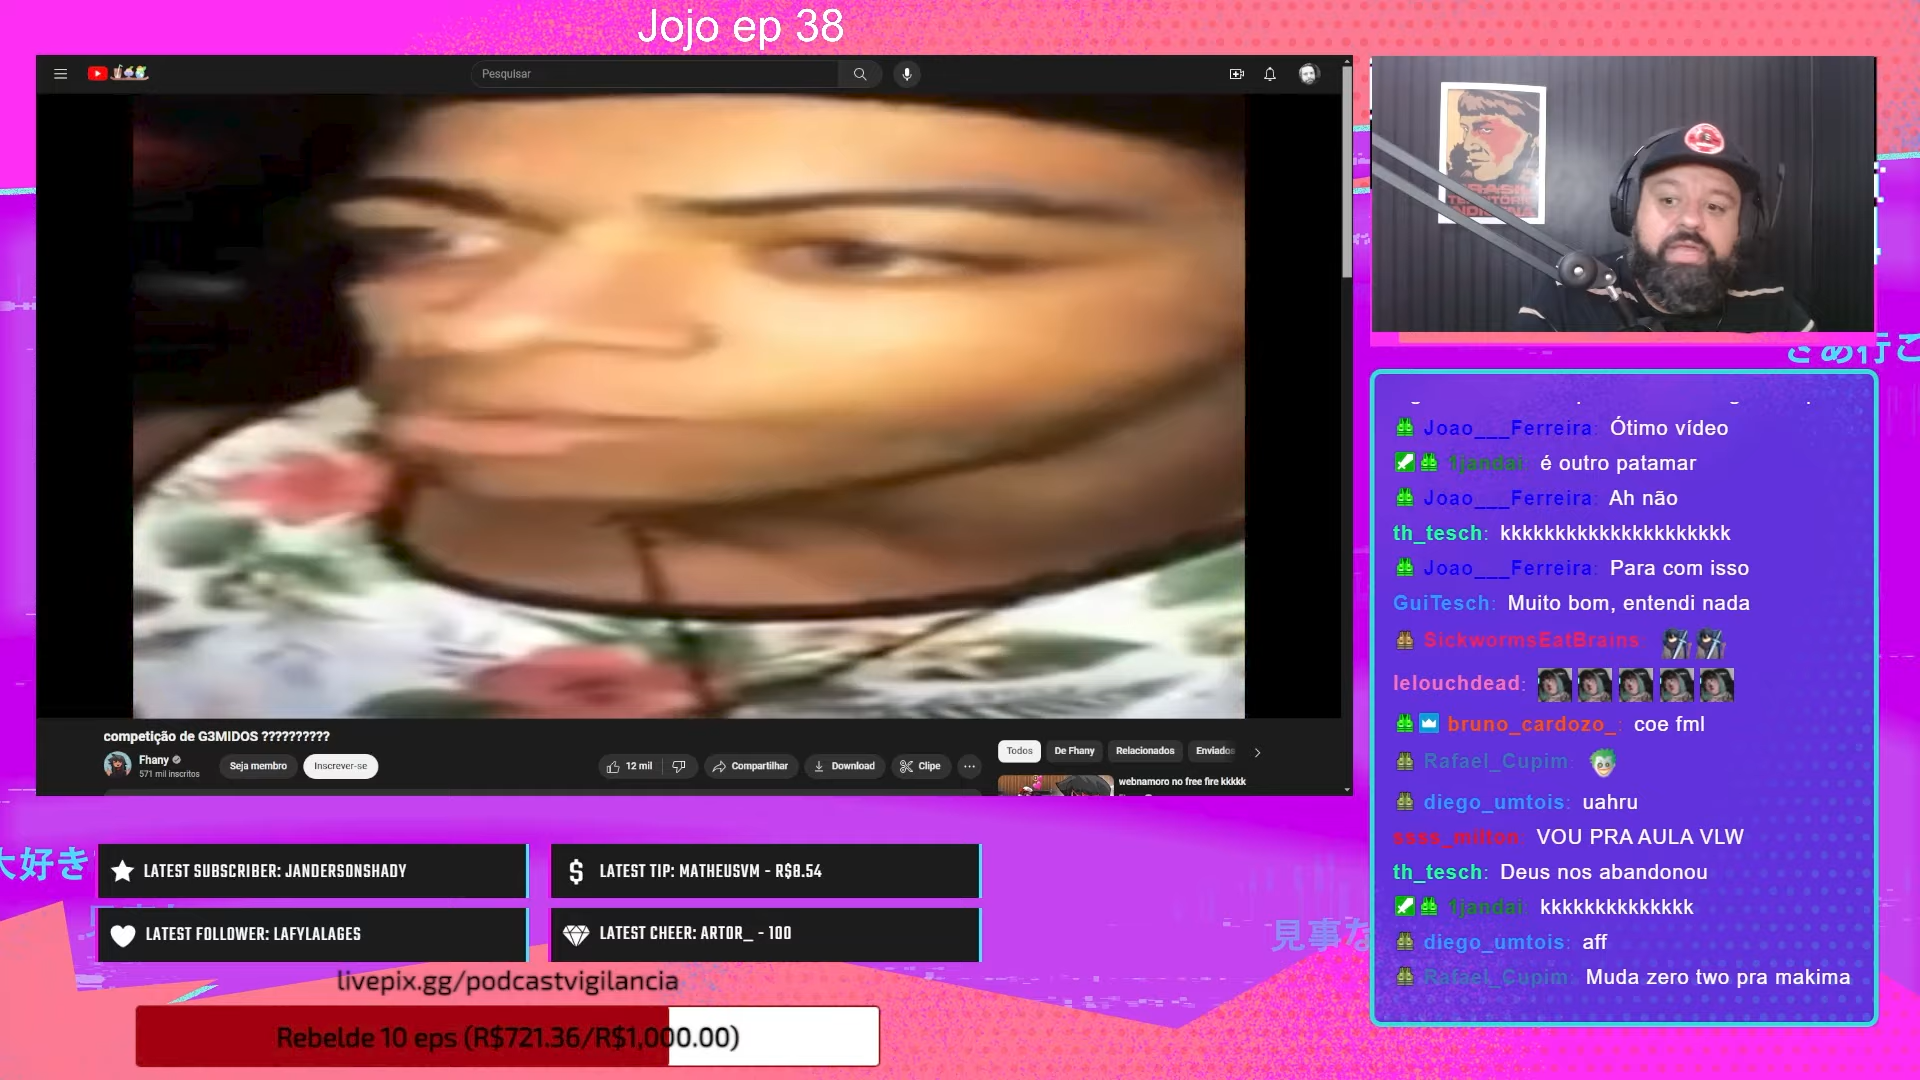 Jojo ep 38
Pesquisar
competição de G3MIDOS ??????????
Fhany
571 mil inscritos
Seja membro
Inscrever-se
12 mil
Compartilhar
Download
Clipe
Todos
De Fhany
Relacionados
Enviados
webnamoro no free fire kkkkk
Joao___Ferreira: Ótimo vídeo
1jandai: é outro patamar
Joao___Ferreira: Ah não
th_tesch: kkkkkkkkkkkkkkkkkkkkk
Joao___Ferreira: Para com isso
GuiTesch: Muito bom, entendi nada
SickwormsEatBrains:
lelouchdead:
bruno_cardozo_: coe fml
Rafael_Cupim:
diego_umtois: uahru
ssss_milton: VOU PRA AULA VLW
th_tesch: Deus nos abandonou
1jandai: kkkkkkkkkkkkkk
diego_umtois: aff
Rafael_Cupim: Muda zero two pra makima
LATEST SUBSCRIBER: JANDERSONSHADY
LATEST TIP: MATHEUSVM - R$8.54
LATEST FOLLOWER: LAFYLALAGES
LATEST CHEER: ARTOR_ - 100
livepix.gg/podcastvigilancia
Rebelde 10 eps (R$721.36/R$1,000.00)
大好き
見事な